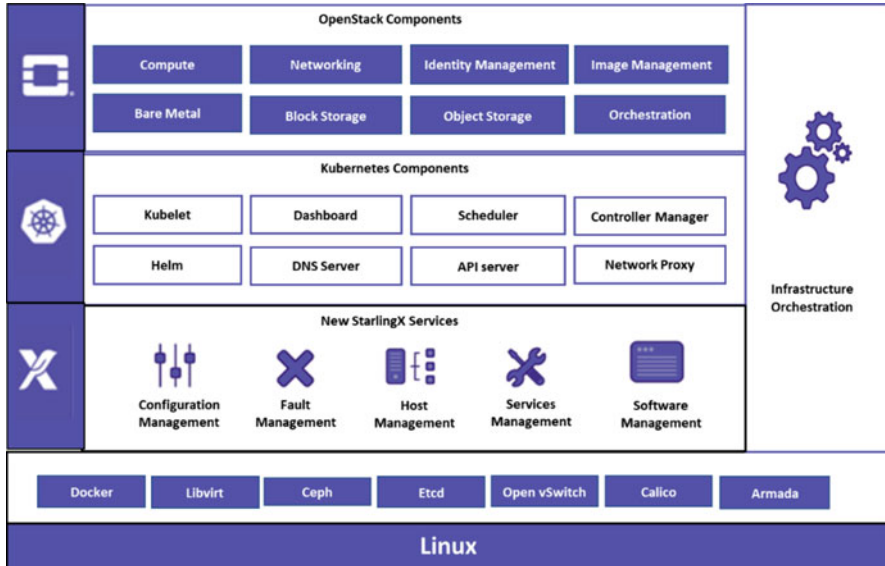 OpenStack Components
Compute
Networking
Identity Management
Image Management
Bare Metal
Block Storage
Object Storage
Orchestration
Kubernetes Components
Kubelet
Dashboard
Scheduler
Controller Manager
Helm
DNS Server
API server
Network Proxy
Infrastructure
Orchestration
New StarlingX Services
Configuration
Management
Fault
Management
Host
Management
Services
Management
Software
Management
Docker
Libvirt
Ceph
Etcd
Open vSwitch
Calico
Armada
Linux